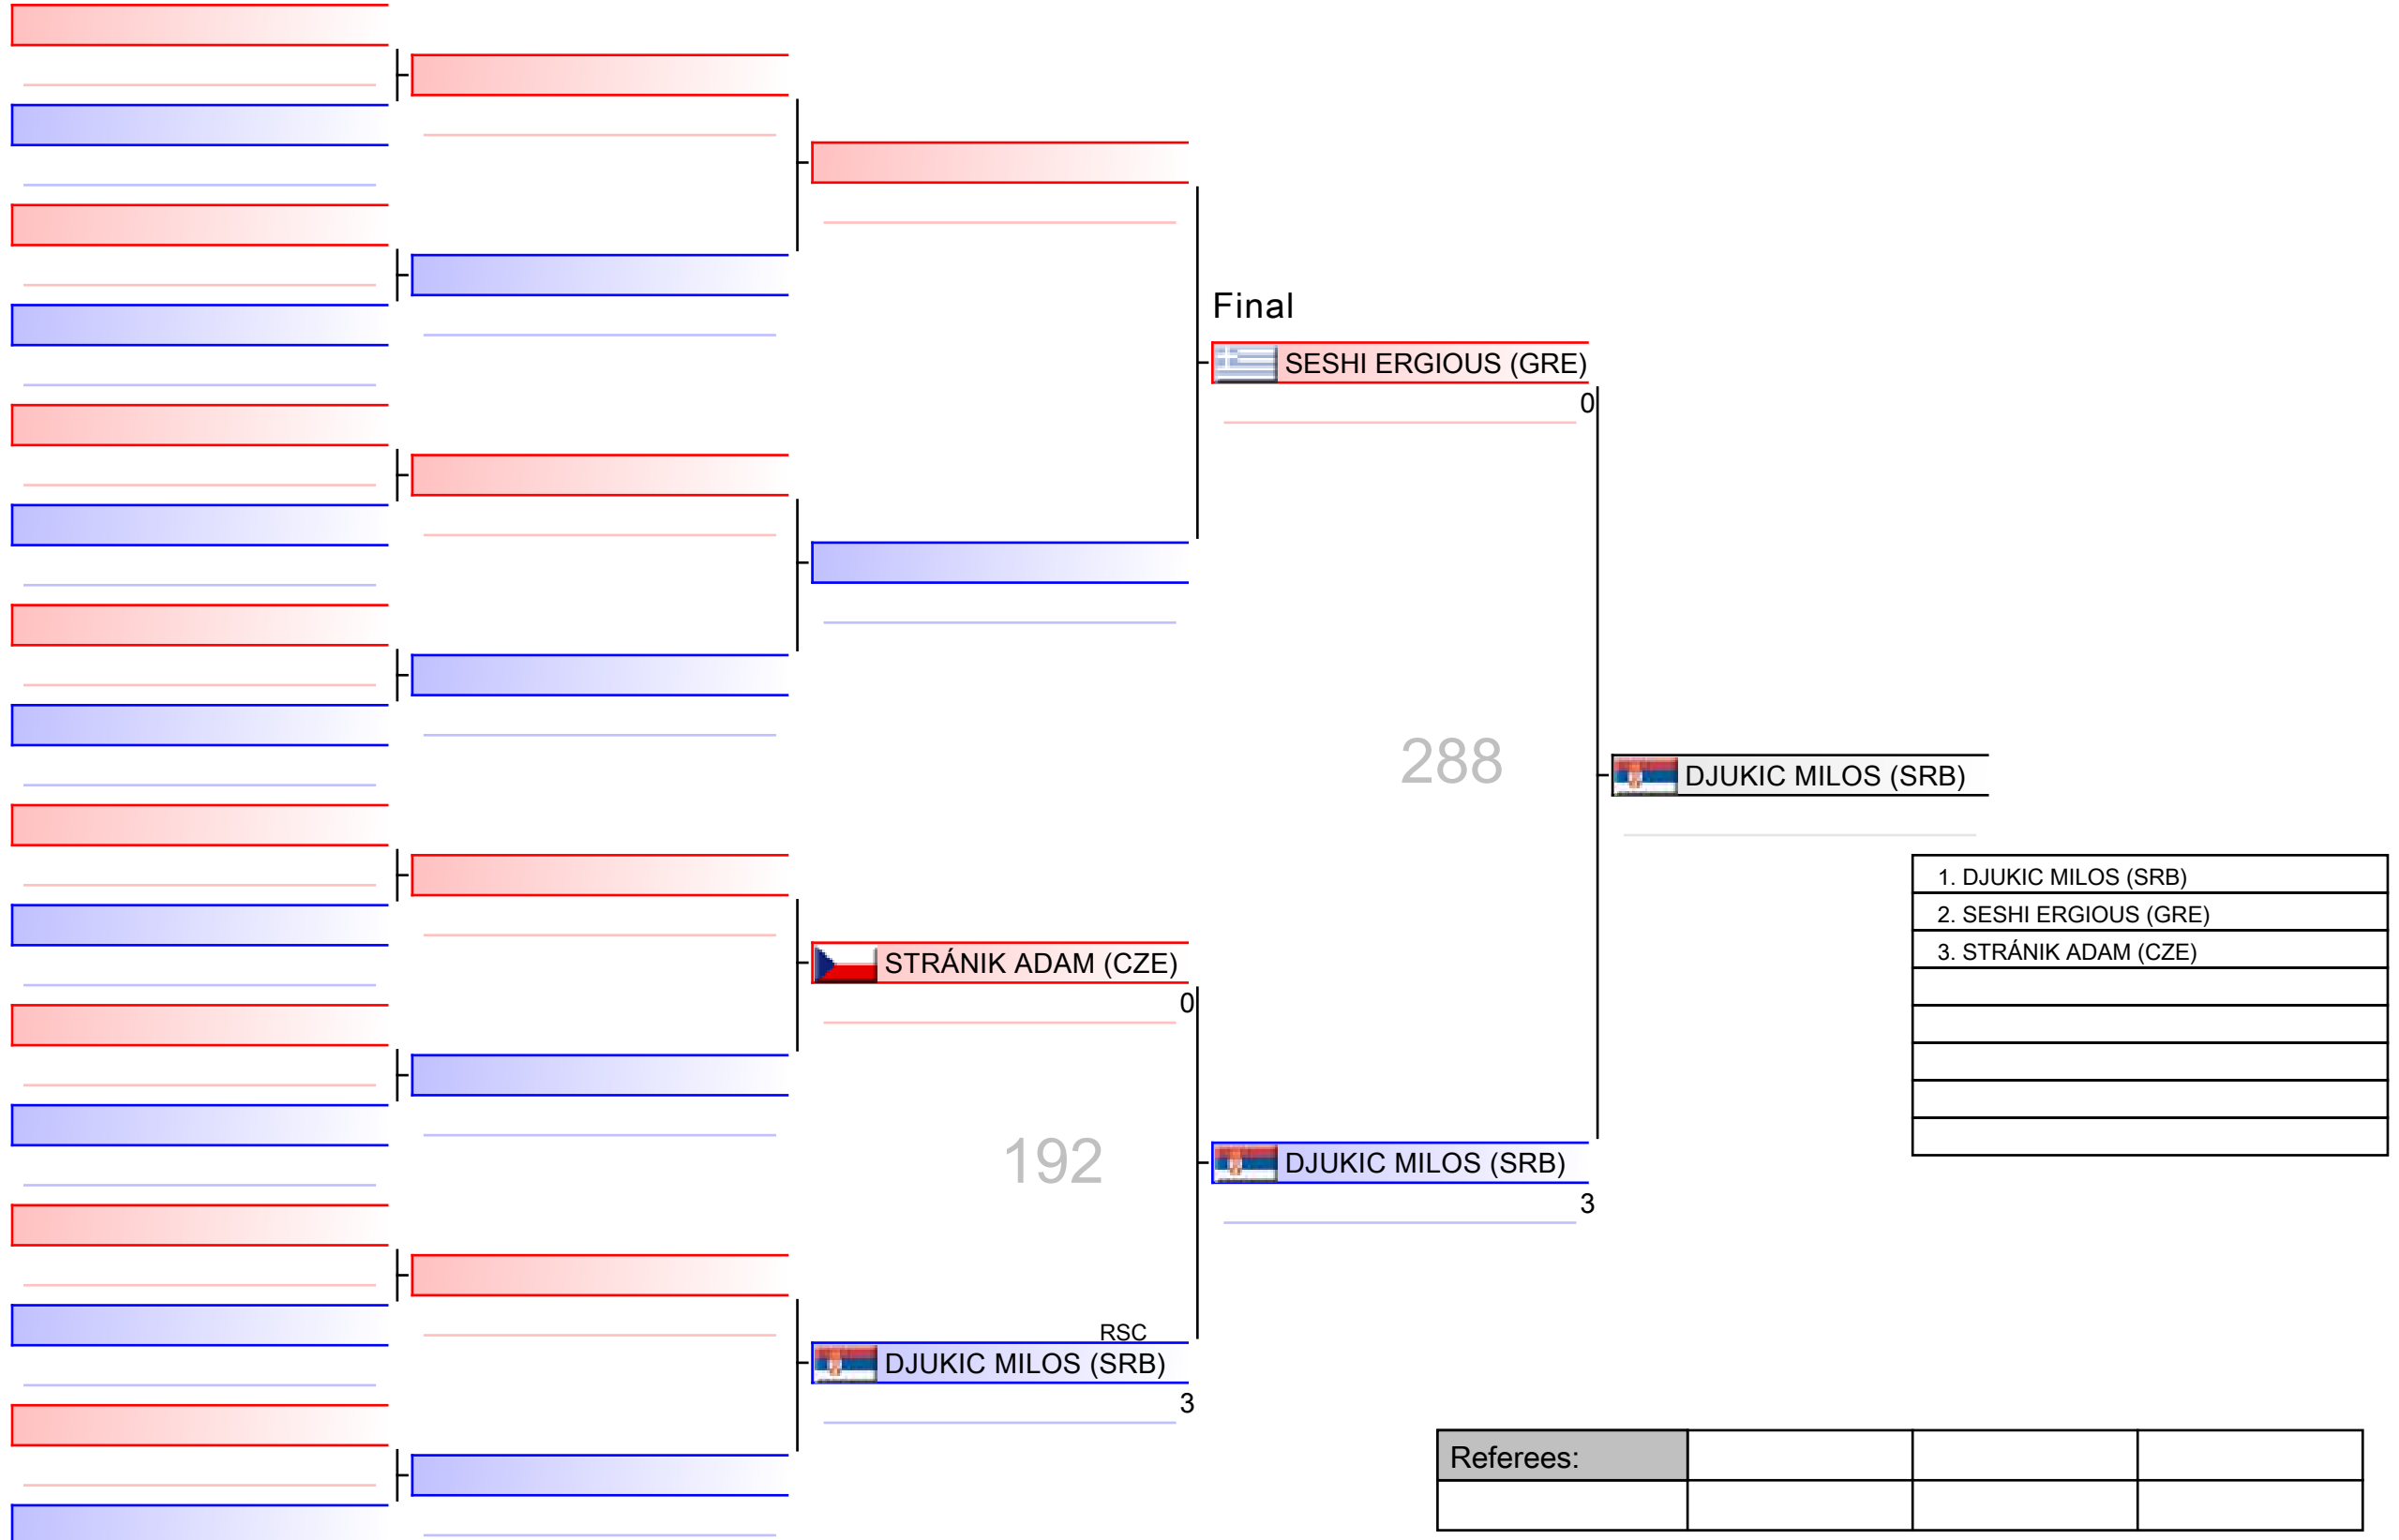 Final
SESHI ERGIOUS (GRE)
0
288
DJUKIC MILOS (SRB)
1. DJUKIC MILOS (SRB)
2. SESHI ERGIOUS (GRE)
3. STRÁNIK ADAM (CZE)
STRÁNIK ADAM (CZE)
0
192
DJUKIC MILOS (SRB)
3
RSC
DJUKIC MILOS (SRB)
3
Referees: